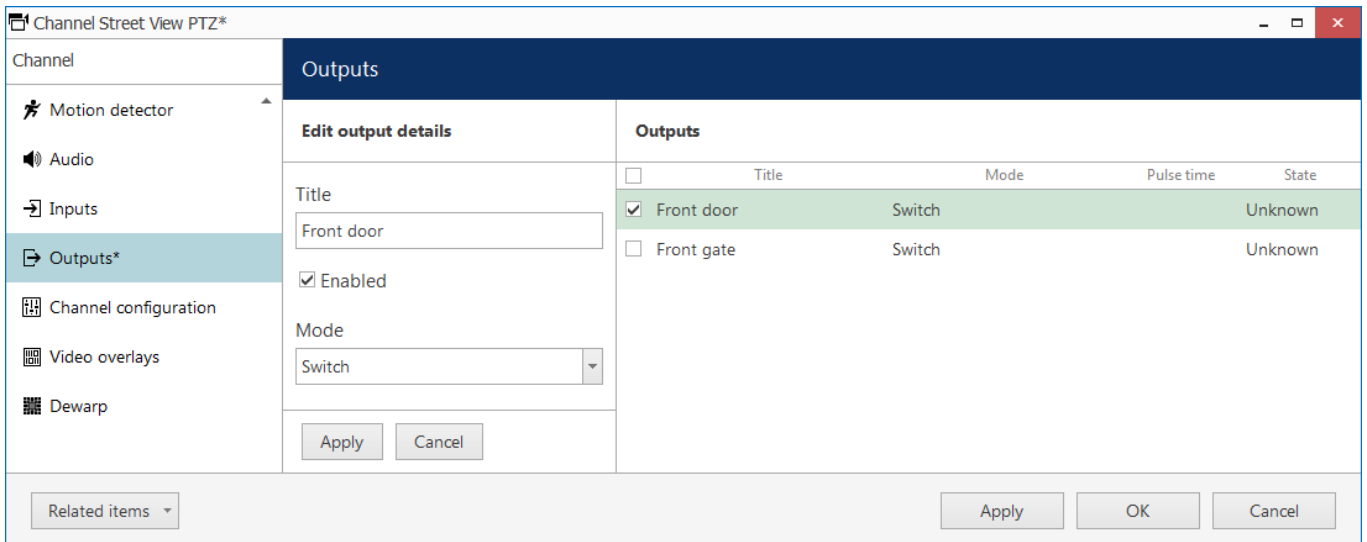 Channel Street View PTZ*
Channel
Motion detector
Audio
Inputs
Outputs*
Channel configuration
Video overlays
Dewarp
Outputs
Edit output details
Title
Front door
Enabled
Mode
Switch
Apply Cancel
Outputs
Title Mode Pulse time State
Front door Switch Unknown
Front gate Switch Unknown
Related items Apply OK Cancel